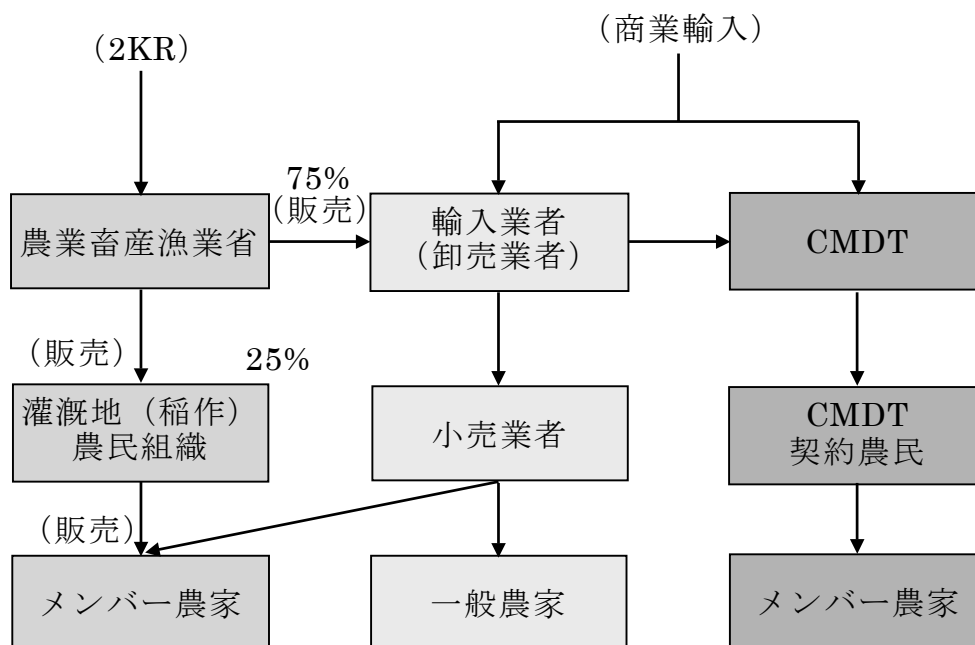 (商業輸入)
(2KR)
75%
(販売)
農業畜産漁業省
輸入業者
(卸売業者)
CMDT
(販売)
25%
灌漑地（稲作）
農民組織
小売業者
CMDT
契約農民
(販売)
メンバー農家
一般農家
メンバー農家